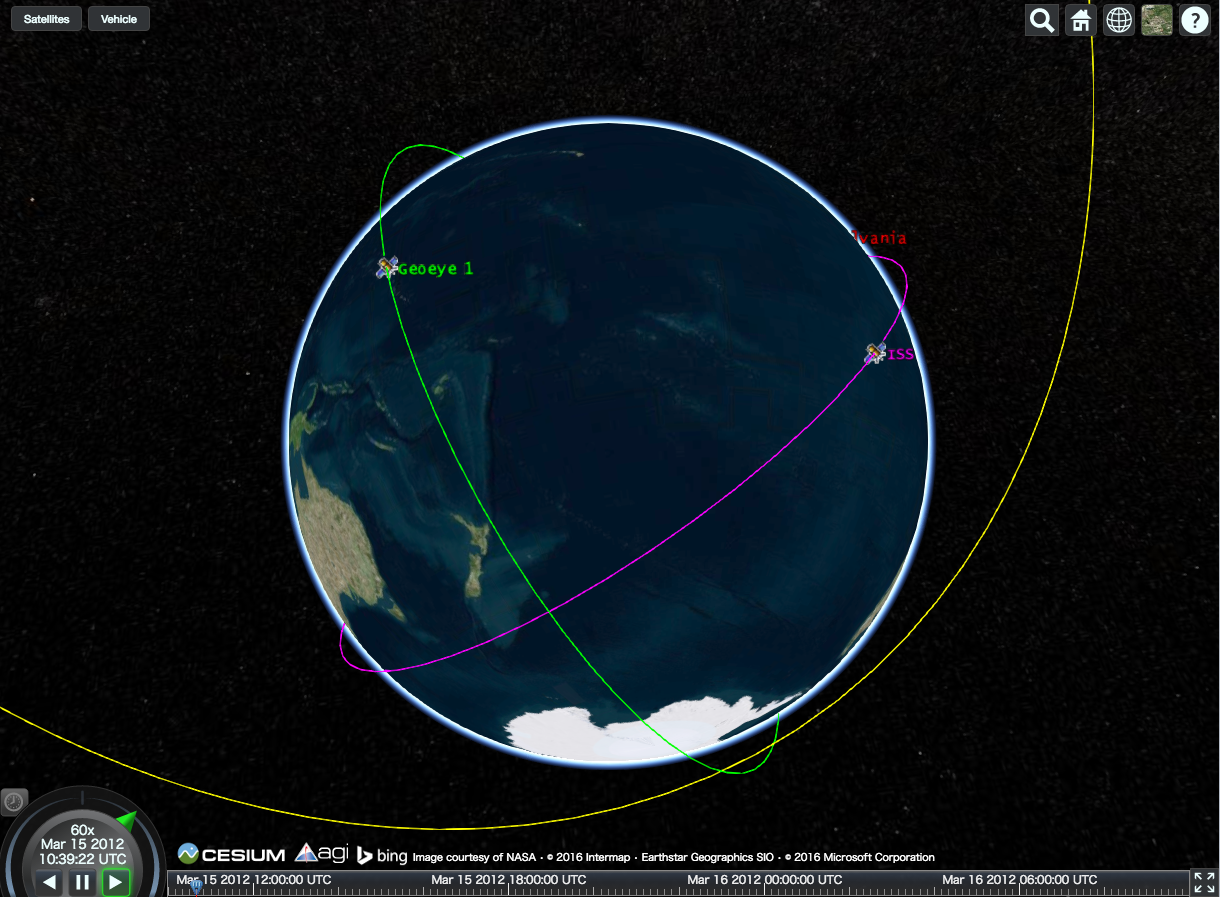 Satellites Vehicle
?
lvania
Geoeye 1
ISS
60x
Mar 15 2012
10:39:22 UTC
CESIUM agi bing Image courtesy of NASA · © 2016 Intermap · Earthstar Geographics SIO · © 2016 Microsoft Corporation
Mar 15 2012 12:00:00 UTC Mar 15 2012 18:00:00 UTC Mar 16 2012 00:00:00 UTC Mar 16 2012 06:00:00 UTC